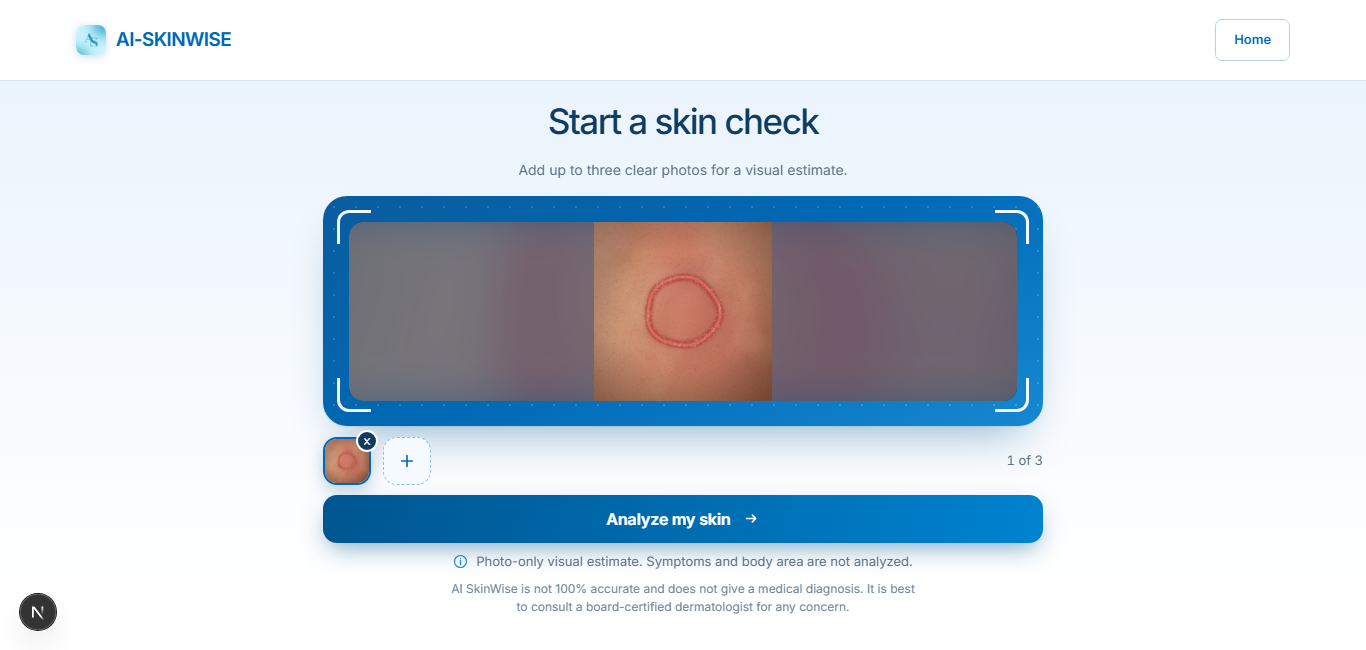 AI-SKINWISE
Home
Start a skin check
Add up to three clear photos for a visual estimate.
1 of 3
Analyze my skin →
Photo-only visual estimate. Symptoms and body area are not analyzed.
AI SkinWise is not 100% accurate and does not give a medical diagnosis. It is best
to consult a board-certified dermatologist for any concern.
N